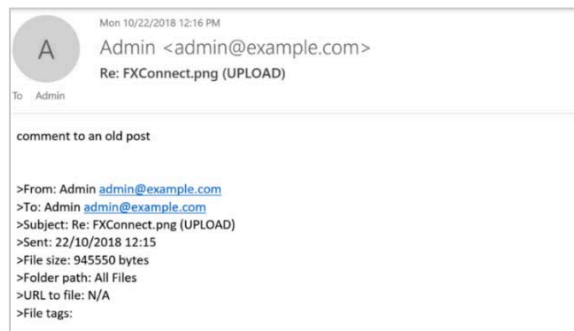 Mon 10/22/2018 12:16 PM
A
Admin <admin@example.com>
Re: FXConnect.png (UPLOAD)
To Admin
comment to an old post
>From: Admin admin@example.com
>To: Admin admin@example.com
>Subject: Re: FXConnect.png (UPLOAD)
>Sent: 22/10/2018 12:15
>File size: 945550 bytes
>Folder path: All Files
>URL to file: N/A
>File tags: